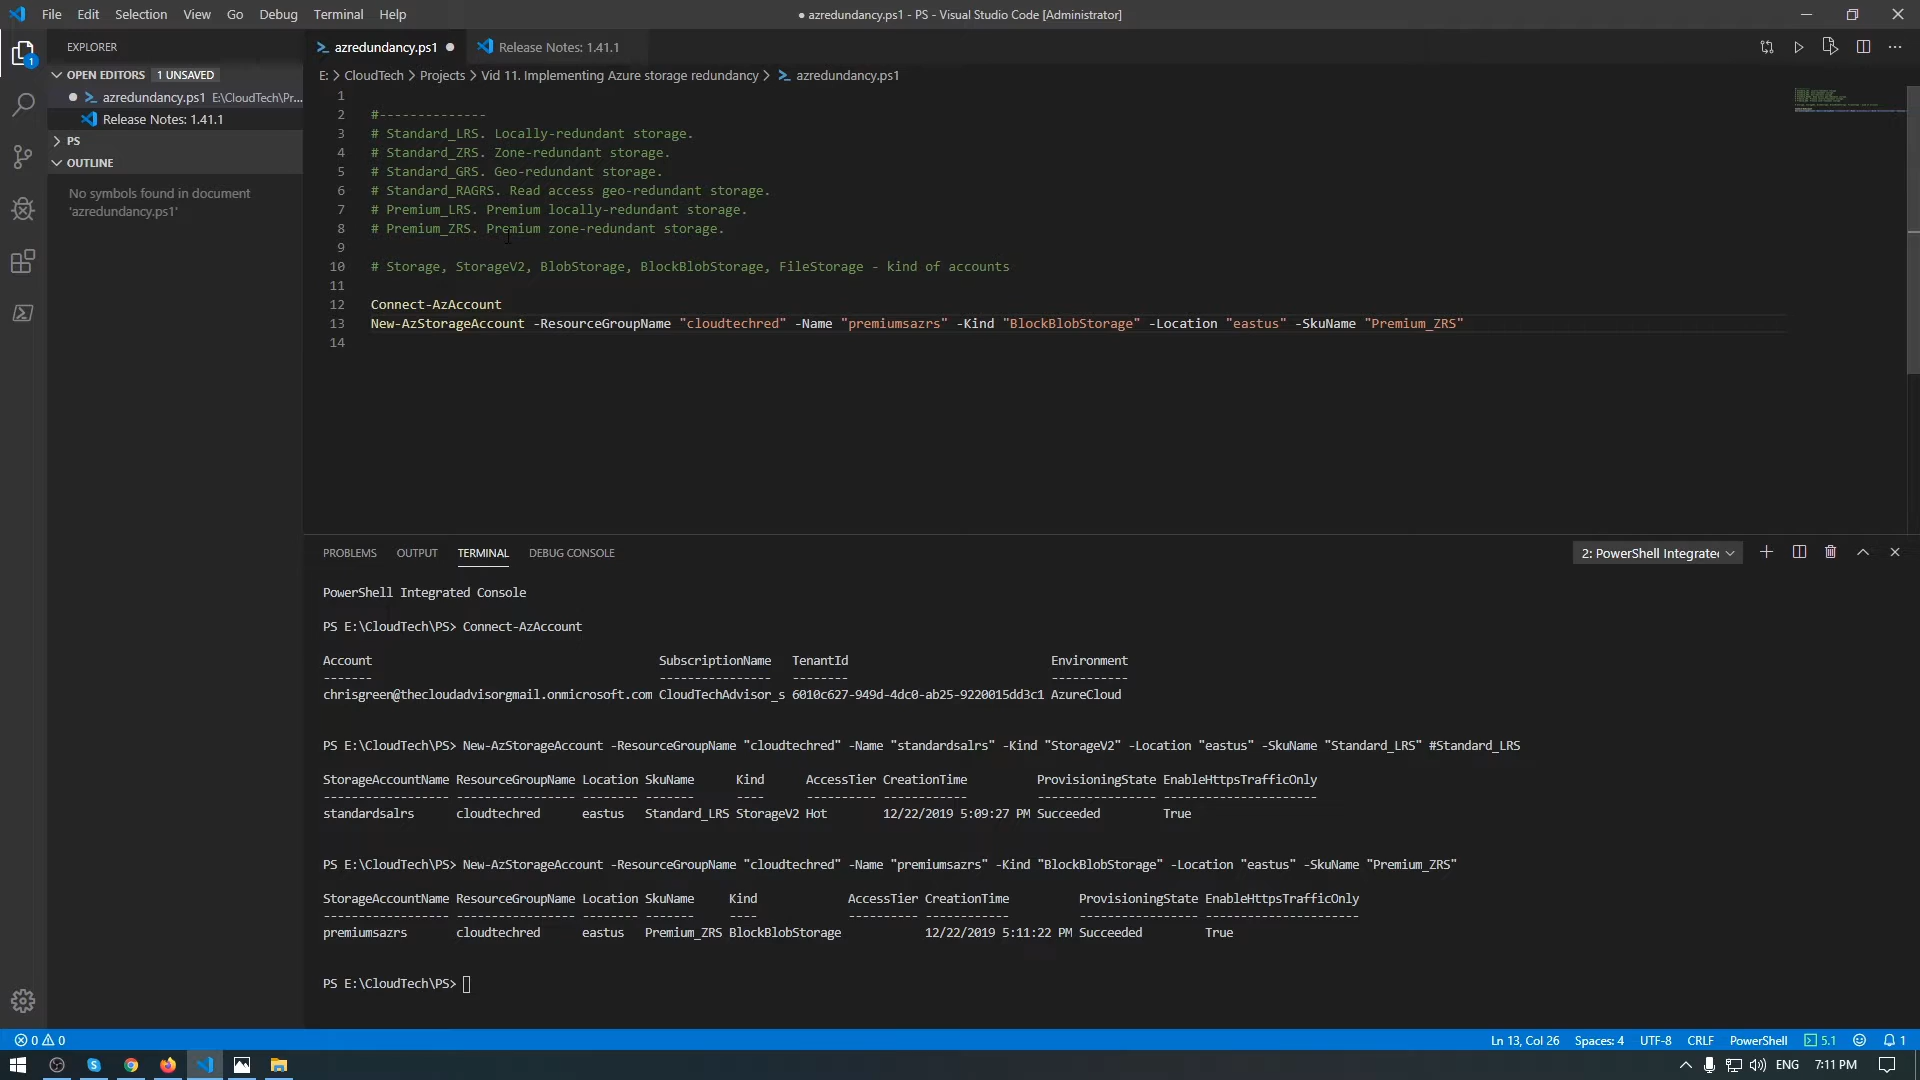 File Edit Selection View Go Debug Terminal Help
● azredundancy.ps1 - PS - Visual Studio Code [Administrator]
EXPLORER
azredundancy.ps1
Release Notes: 1.41.1
OPEN EDITORS 1 UNSAVED
azredundancy.ps1 E:\CloudTech\Pr...
Release Notes: 1.41.1
PS
OUTLINE
No symbols found in document
'azredundancy.ps1'
E: > CloudTech > Projects > Vid 11. Implementing Azure storage redundancy > azredundancy.ps1
1
2 #--------------
3 # Standard_LRS. Locally-redundant storage.
4 # Standard_ZRS. Zone-redundant storage.
5 # Standard_GRS. Geo-redundant storage.
6 # Standard_RAGRS. Read access geo-redundant storage.
7 # Premium_LRS. Premium locally-redundant storage.
8 # Premium_ZRS. Premium zone-redundant storage.
9
10 # Storage, StorageV2, BlobStorage, BlockBlobStorage, FileStorage - kind of accounts
11
12 Connect-AzAccount
13 New-AzStorageAccount -ResourceGroupName "cloudtechred" -Name "premiumsazrs" -Kind "BlockBlobStorage" -Location "eastus" -SkuName "Premium_ZRS"
14
PROBLEMS OUTPUT TERMINAL DEBUG CONSOLE
2: PowerShell Integrated
PowerShell Integrated Console
PS E:\CloudTech\PS> Connect-AzAccount
Account SubscriptionName TenantId Environment
------- ---------------- -------- -----------
chrisgreen@thecloudadvisorgmail.onmicrosoft.com CloudTechAdvisor_s 6010c627-949d-4dc0-ab25-9220015dd3c1 AzureCloud
PS E:\CloudTech\PS> New-AzStorageAccount -ResourceGroupName "cloudtechred" -Name "standardsalrs" -Kind "StorageV2" -Location "eastus" -SkuName "Standard_LRS" #Standard_LRS
StorageAccountName ResourceGroupName Location SkuName Kind AccessTier CreationTime ProvisioningState EnableHttpsTrafficOnly
------------------ ----------------- -------- ------- ---- ---------- ------------ ----------------- ----------------------
standardsalrs cloudtechred eastus Standard_LRS StorageV2 Hot 12/22/2019 5:09:27 PM Succeeded True
PS E:\CloudTech\PS> New-AzStorageAccount -ResourceGroupName "cloudtechred" -Name "premiumsazrs" -Kind "BlockBlobStorage" -Location "eastus" -SkuName "Premium_ZRS"
StorageAccountName ResourceGroupName Location SkuName Kind AccessTier CreationTime ProvisioningState EnableHttpsTrafficOnly
------------------ ----------------- -------- ------- ---- ---------- ------------ ----------------- ----------------------
premiumsazrs cloudtechred eastus Premium_ZRS BlockBlobStorage 12/22/2019 5:11:22 PM Succeeded True
PS E:\CloudTech\PS>
0 0
Ln 13, Col 26 Spaces: 4 UTF-8 CRLF PowerShell 5.1 1
ENG 7:11 PM